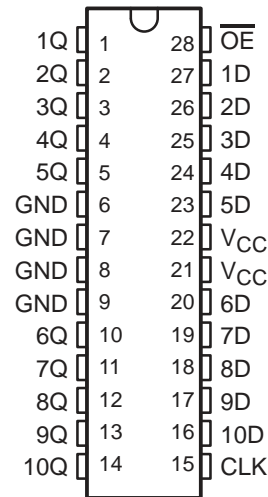 1Q 1 28 O̅E̅
2Q 2 27 1D
3Q 3 26 2D
4Q 4 25 3D
5Q 5 24 4D
GND 6 23 5D
GND 7 22 VCC
GND 8 21 VCC
GND 9 20 6D
6Q 10 19 7D
7Q 11 18 8D
8Q 12 17 9D
9Q 13 16 10D
10Q 14 15 CLK